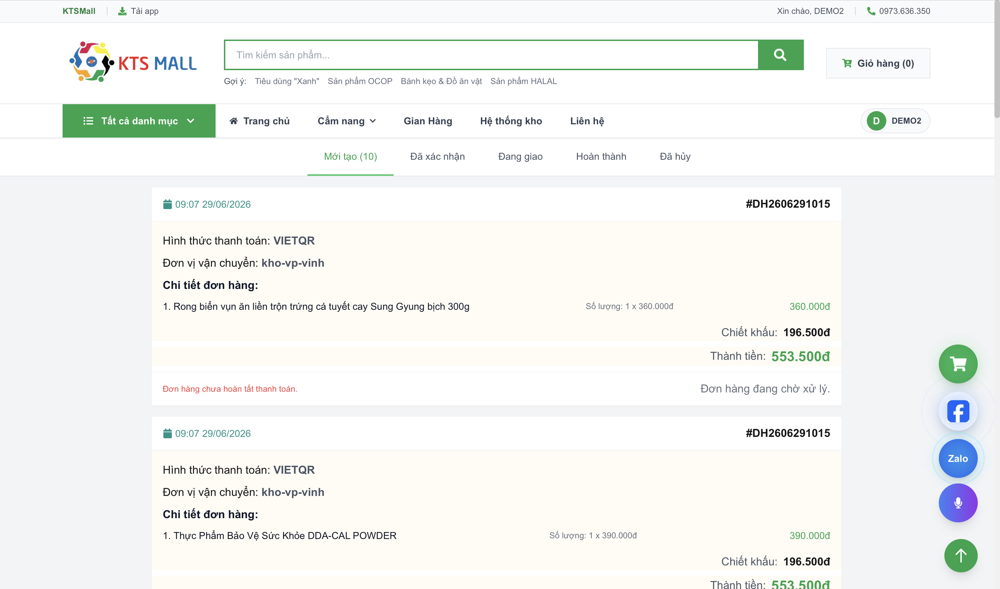 KTSMall Tải app Xin chào, DEMO2 0973.636.350
KTS MALL
Tìm kiếm sản phẩm...
Giỏ hàng (0)
Gợi ý: Tiêu dùng "Xanh" Sản phẩm OCOP Bánh kẹo & Đồ ăn vặt Sản phẩm HALAL
Tất cả danh mục Trang chủ Cẩm nang Gian Hàng Hệ thống kho Liên hệ D DEMO2
Mới tạo (10) Đã xác nhận Đang giao Hoàn thành Đã hủy
09:07 29/06/2026 #DH2606291015
Hình thức thanh toán: VIETQR
Đơn vị vận chuyển: kho-vp-vinh
Chi tiết đơn hàng:
1. Rong biển vụn ăn liền trộn trứng cá tuyết cay Sung Gyung bịch 300g Số lượng: 1 x 360.000đ 360.000đ
Chiết khấu: 196.500đ
Thành tiền: 553.500đ
Đơn hàng chưa hoàn tất thanh toán. Đơn hàng đang chờ xử lý.
09:07 29/06/2026 #DH2606291015
Hình thức thanh toán: VIETQR
Zalo
Đơn vị vận chuyển: kho-vp-vinh
Chi tiết đơn hàng:
1. Thực Phẩm Bảo Vệ Sức Khỏe DDA-CAL POWDER Số lượng: 1 x 390.000đ 390.000đ
Chiết khấu: 196.500đ
Thành tiền: 553.500đ